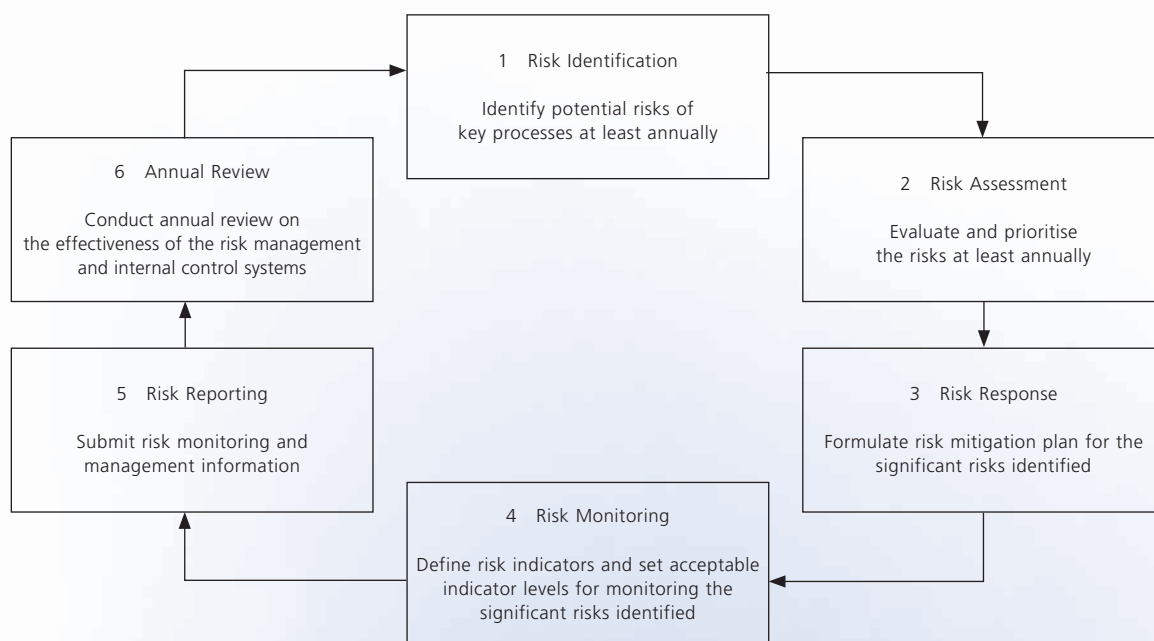 1 Risk Identification
Identify potential risks of
key processes at least annually
2 Risk Assessment
Evaluate and prioritise
the risks at least annually
3 Risk Response
Formulate risk mitigation plan for the
significant risks identified
4 Risk Monitoring
Define risk indicators and set acceptable
indicator levels for monitoring the
significant risks identified
5 Risk Reporting
Submit risk monitoring and
management information
6 Annual Review
Conduct annual review on
the effectiveness of the risk management
and internal control systems